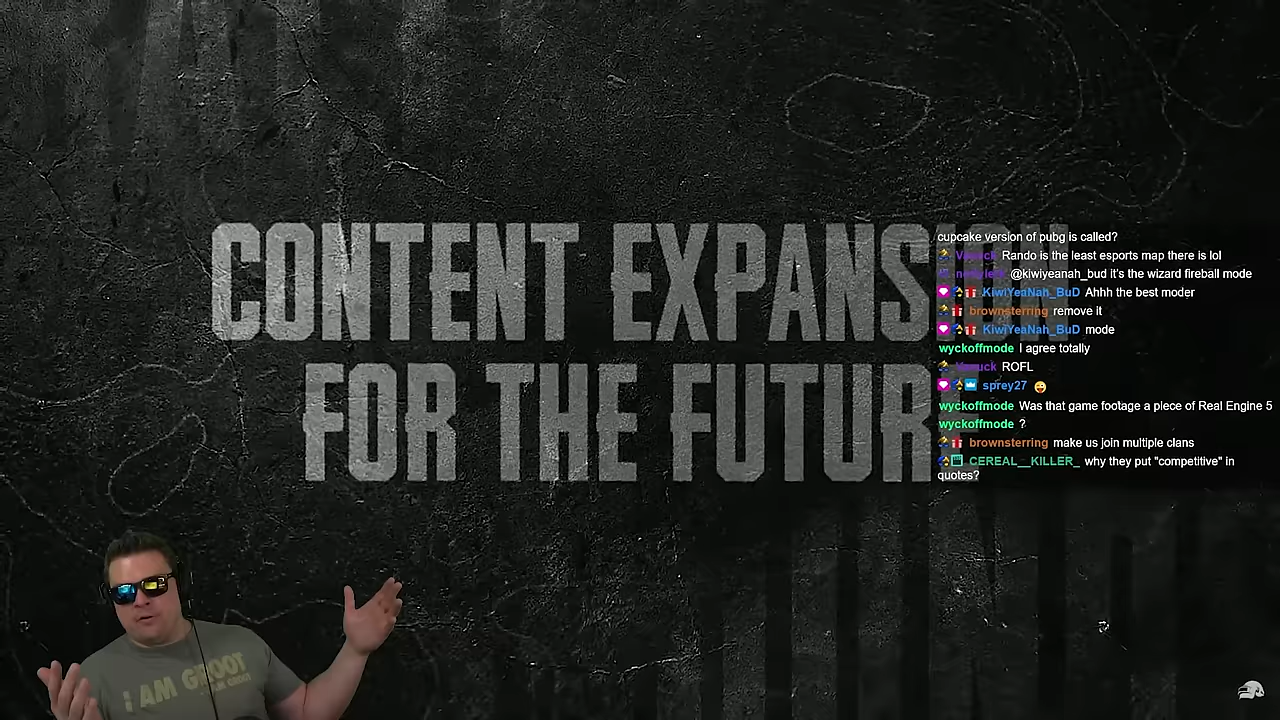 CONTENT EXPANSION
FOR THE FUTURE
cupcake version of pubg is called?
Rando is the least esports map there is lol
@kiwiyeanah_bud it's the wizard fireball mode
KiwiYeaNah_BuD Ahhh the best moder
brownsterring remove it
KiwiYeaNah_BuD mode
wyckoffmode I agree totally
ROFL
sprey27
wyckoffmode Was that game footage a piece of Real Engine 5
wyckoffmode ?
brownsterring make us join multiple clans
CEREAL__KILLER_ why they put "competitive" in
quotes?
I AM GROOT